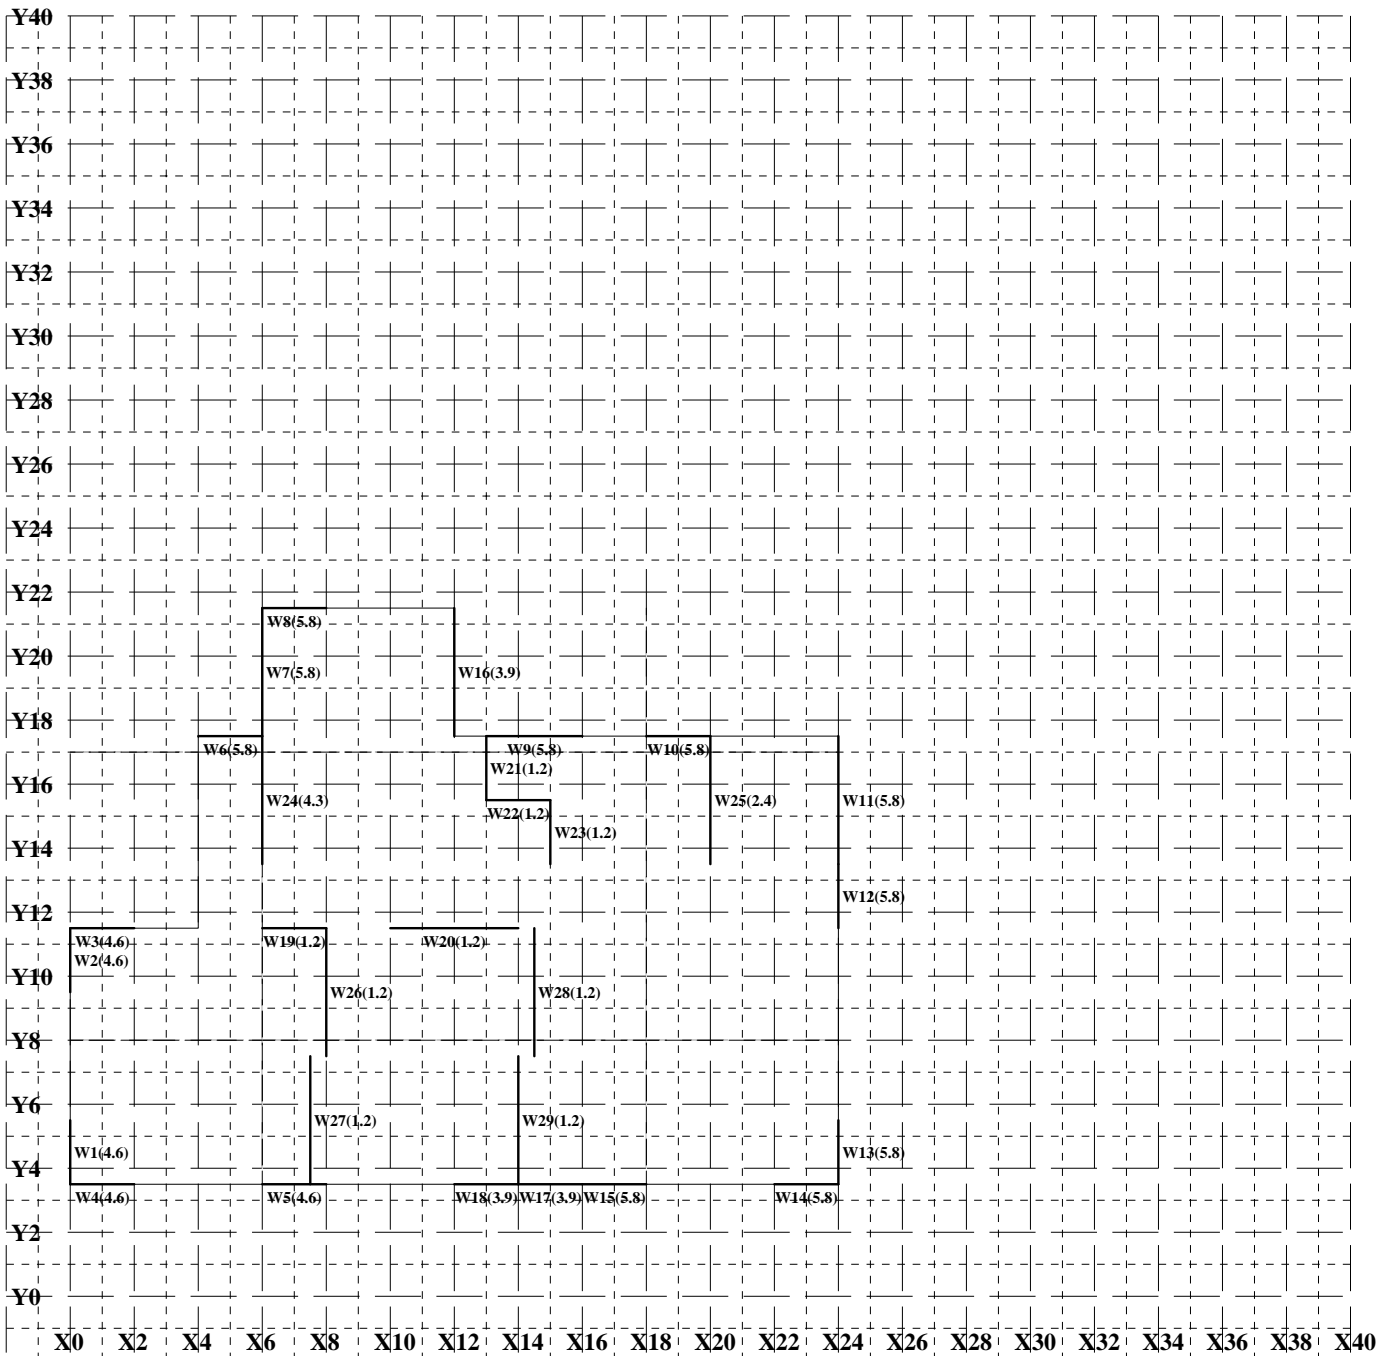 Y40
Y38
Y36
Y34
Y32
Y30
Y28
Y26
Y24
Y22
W8(5.8)
Y20
W7(5.8) W16(3.9)
Y18
W6(5.8) W9(5.8) W10(5.8)
W21(1.2)
Y16
W24(4.3) W25(2.4) W11(5.8)
W22(1.2)
W23(1.2)
Y14
W12(5.8)
Y12
W3(4.6) W19(1.2) W20(1.2)
W2(4.6)
Y10
W26(1.2) W28(1.2)
Y8
Y6
W27(1.2) W29(1.2)
W1(4.6) W13(5.8)
Y4
W4(4.6) W5(4.6) W18(3.9) W17(3.9) W15(5.8) W14(5.8)
Y2
Y0
X0 X2 X4 X6 X8 X10 X12 X14 X16 X18 X20 X22 X24 X26 X28 X30 X32 X34 X36 X38 X40